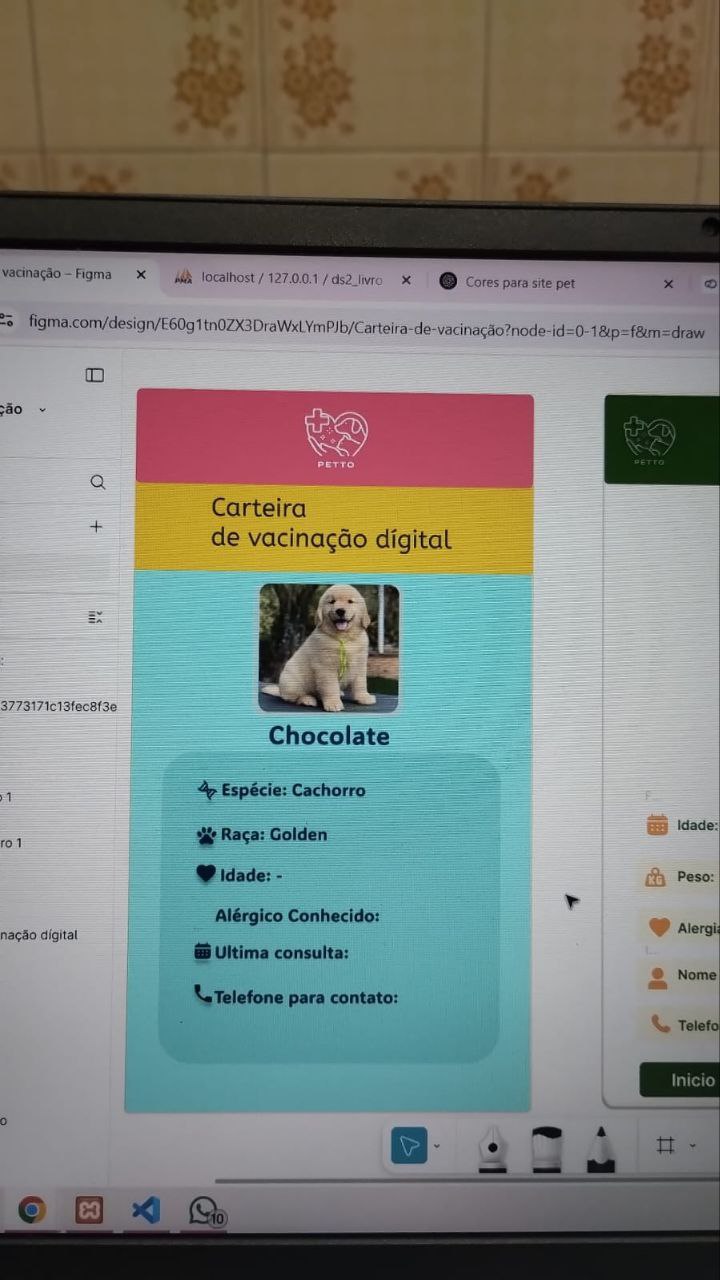 vacinação – Figma
localhost / 127.0.0.1 / ds2_livro
Cores para site pet
figma.com/design/E60g1tn0ZX3DraWxLYmPJb/Carteira-de-vacinação?node-id=0-1&p=f&m=draw
ção
3773171c13fec8f3e
o 1
ro 1
nação dígital
o
PETTO
Carteira
de vacinação dígital
Chocolate
Espécie: Cachorro
Raça: Golden
Idade: -
Alérgico Conhecido:
Ultima consulta:
Telefone para contato:
PETTO
Idade:
KG
Peso:
Alergia
Nome
Telefo
Inicio
10